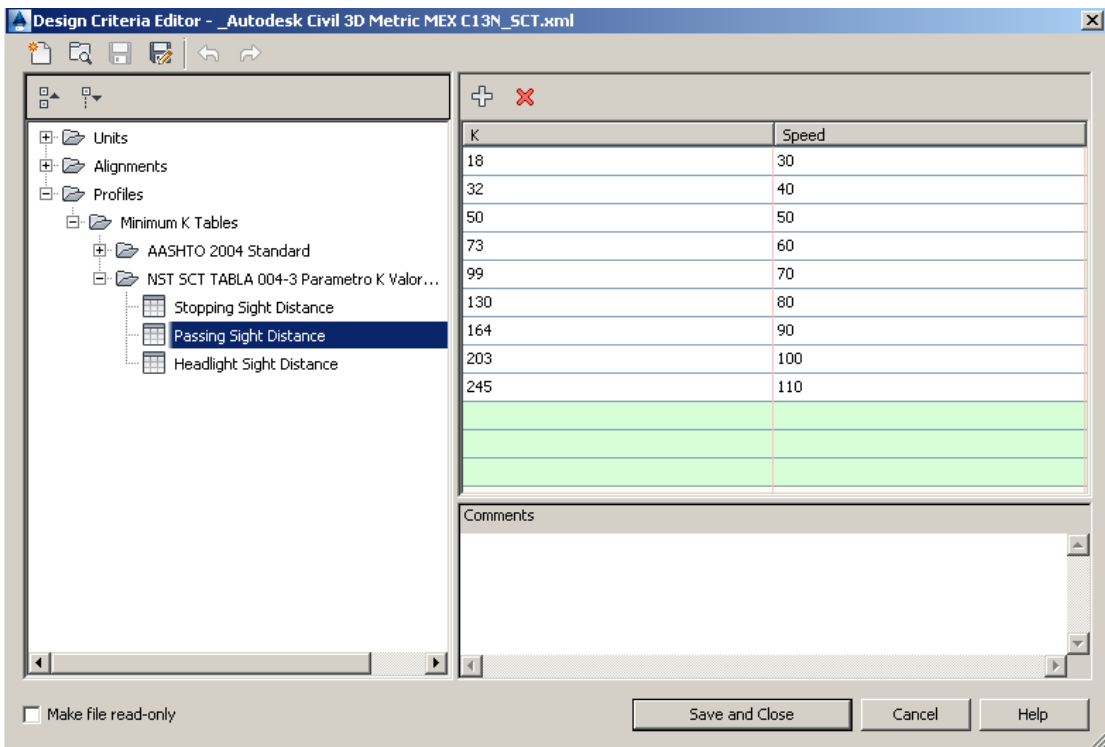 Design Criteria Editor - _Autodesk Civil 3D Metric MEX C13N_SCT.xml
Units
Alignments
Profiles
Minimum K Tables
AASHTO 2004 Standard
NST SCT TABLA 004-3 Parametro K Valor...
Stopping Sight Distance
Passing Sight Distance
Headlight Sight Distance
K Speed
18 30
32 40
50 50
73 60
99 70
130 80
164 90
203 100
245 110
Comments
Make file read-only
Save and Close Cancel Help